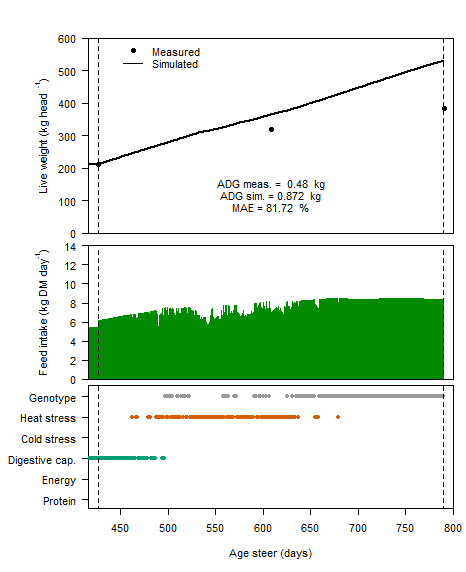 600
500
400
300
200
100
0
Live weight (kg head ⁻¹)
Measured
Simulated
ADG meas. = 0.48 kg
ADG sim. = 0.872 kg
MAE = 81.72 %
14
12
10
8
6
4
2
0
Feed intake (kg DM day⁻¹)
Genotype
Heat stress
Cold stress
Digestive cap.
Energy
Protein
450 500 550 600 650 700 750 800
Age steer (days)